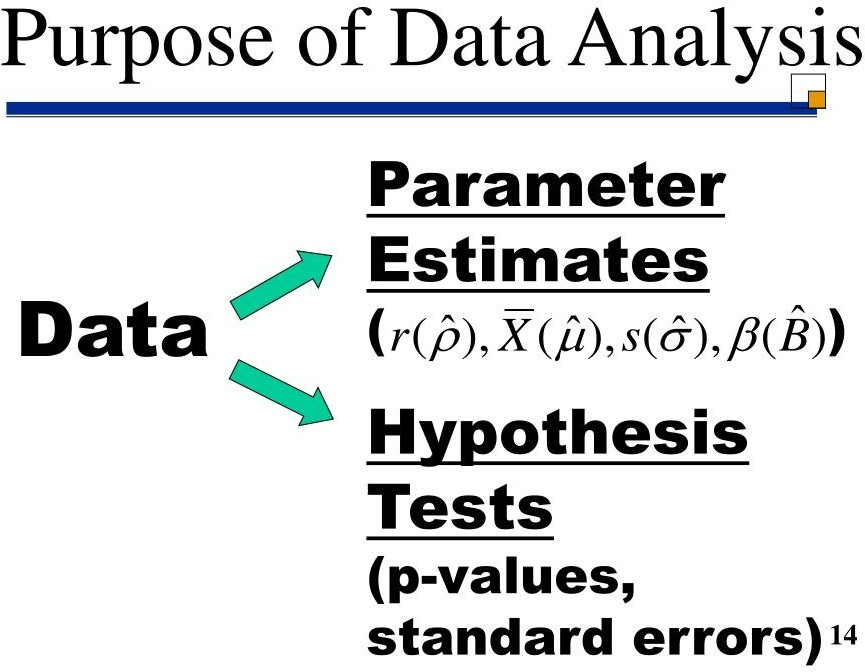 Purpose of Data Analysis
Data
Parameter
Estimates
(r(ρ̂), X̅(μ̂), s(σ̂), β(B̂))
Hypothesis
Tests
(p-values,
standard errors)
14